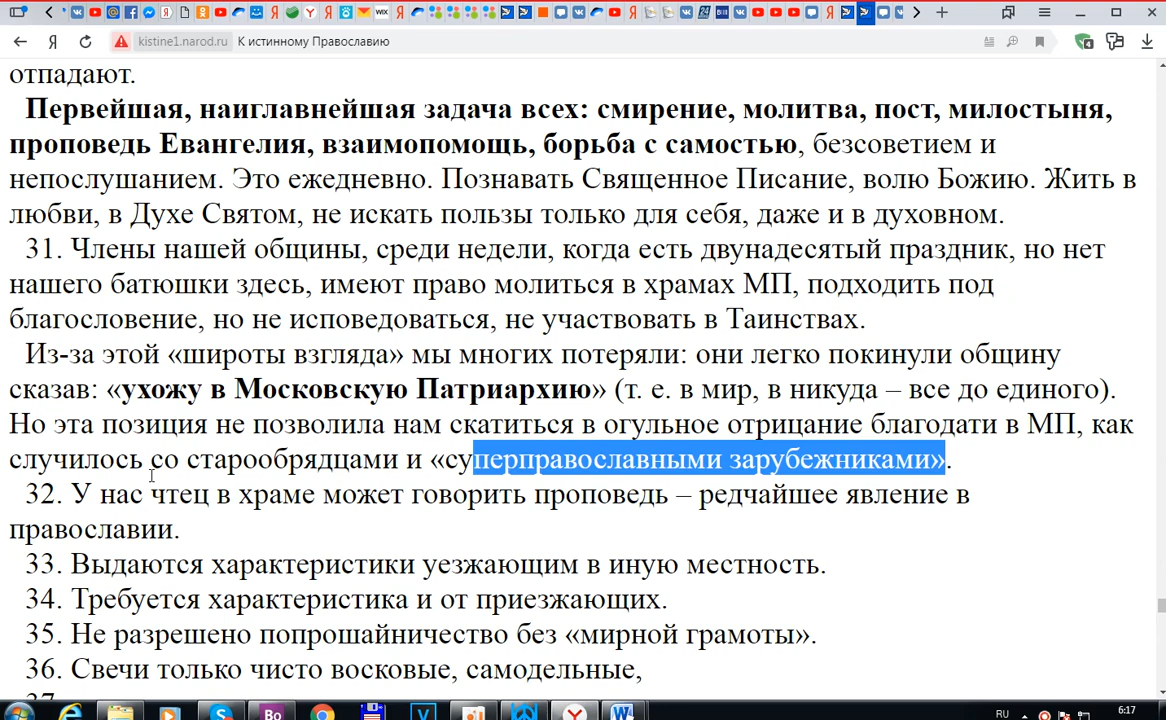 kistine1.narod.ru К истинному Православию
отпадают.
Первейшая, наиглавнейшая задача всех: смирение, молитва, пост, милостыня,
проповедь Евангелия, взаимопомощь, борьба с самостью, безсоветием и
непослушанием. Это ежедневно. Познавать Священное Писание, волю Божию. Жить в
любви, в Духе Святом, не искать пользы только для себя, даже и в духовном.
31. Члены нашей общины, среди недели, когда есть двунадесятый праздник, но нет
нашего батюшки здесь, имеют право молиться в храмах МП, подходить под
благословение, но не исповедоваться, не участвовать в Таинствах.
Из-за этой «широты взгляда» мы многих потеряли: они легко покинули общину
сказав: «ухожу в Московскую Патриархию» (т. е. в мир, в никуда – все до единого).
Но эта позиция не позволила нам скатиться в огульное отрицание благодати в МП, как
случилось со старообрядцами и «суперправославными зарубежниками».
32. У нас чтец в храме может говорить проповедь – редчайшее явление в
православии.
33. Выдаются характеристики уезжающим в иную местность.
34. Требуется характеристика и от приезжающих.
35. Не разрешено попрошайничество без «мирной грамоты».
36. Свечи только чисто восковые, самодельные,
RU 6:17